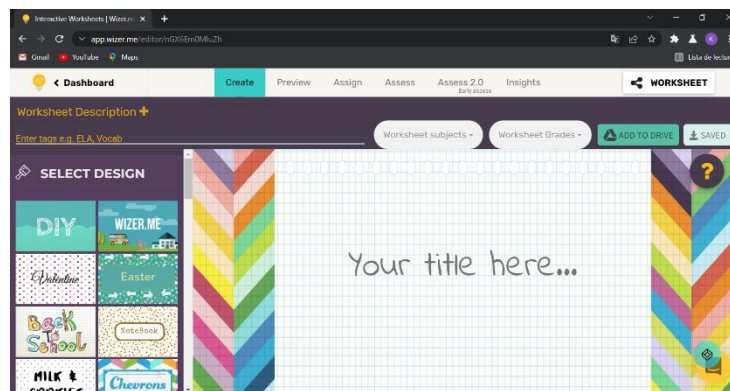 Interactive Worksheets | Wizer.me
app.wizer.me/editor/nGX6Em0MluZh
Gmail YouTube Maps Lista de lectur
< Dashboard Create Preview Assign Assess Assess 2.0 Insights WORKSHEET
Early access
Worksheet Description +
Enter tags e.g. ELA, Vocab Worksheet subjects Worksheet Grades ADD TO DRIVE SAVED
SELECT DESIGN
?
DIY WIZER.ME
Your title here...
Valentine Easter
Back to School NoteBook
MILK & COOKIES Chevrons